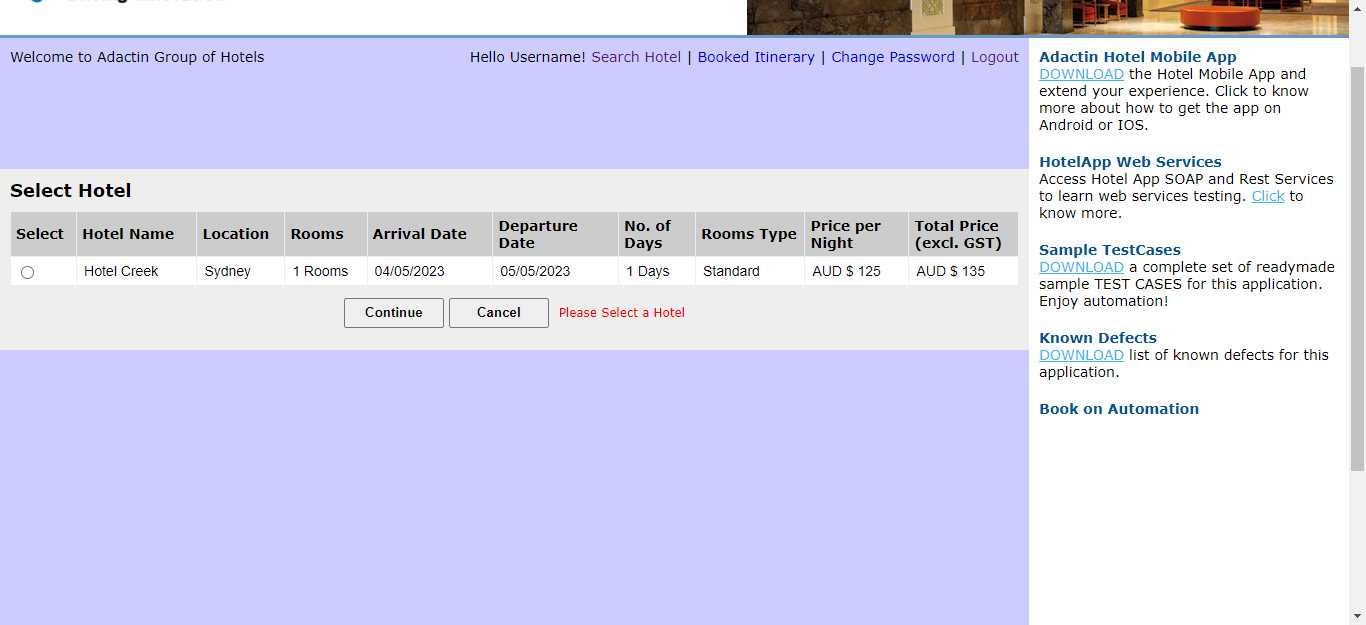 Welcome to Adactin Group of Hotels
Hello Username! Search Hotel | Booked Itinerary | Change Password | Logout
Select Hotel
Select Hotel Name Location Rooms Arrival Date Departure Date No. of Days Rooms Type Price per Night Total Price (excl. GST)
Hotel Creek Sydney 1 Rooms 04/05/2023 05/05/2023 1 Days Standard AUD $ 125 AUD $ 135
Continue Cancel Please Select a Hotel
Adactin Hotel Mobile App
DOWNLOAD the Hotel Mobile App and
extend your experience. Click to know
more about how to get the app on
Android or IOS.
HotelApp Web Services
Access Hotel App SOAP and Rest Services
to learn web services testing. Click to
know more.
Sample TestCases
DOWNLOAD a complete set of readymade
sample TEST CASES for this application.
Enjoy automation!
Known Defects
DOWNLOAD list of known defects for this
application.
Book on Automation